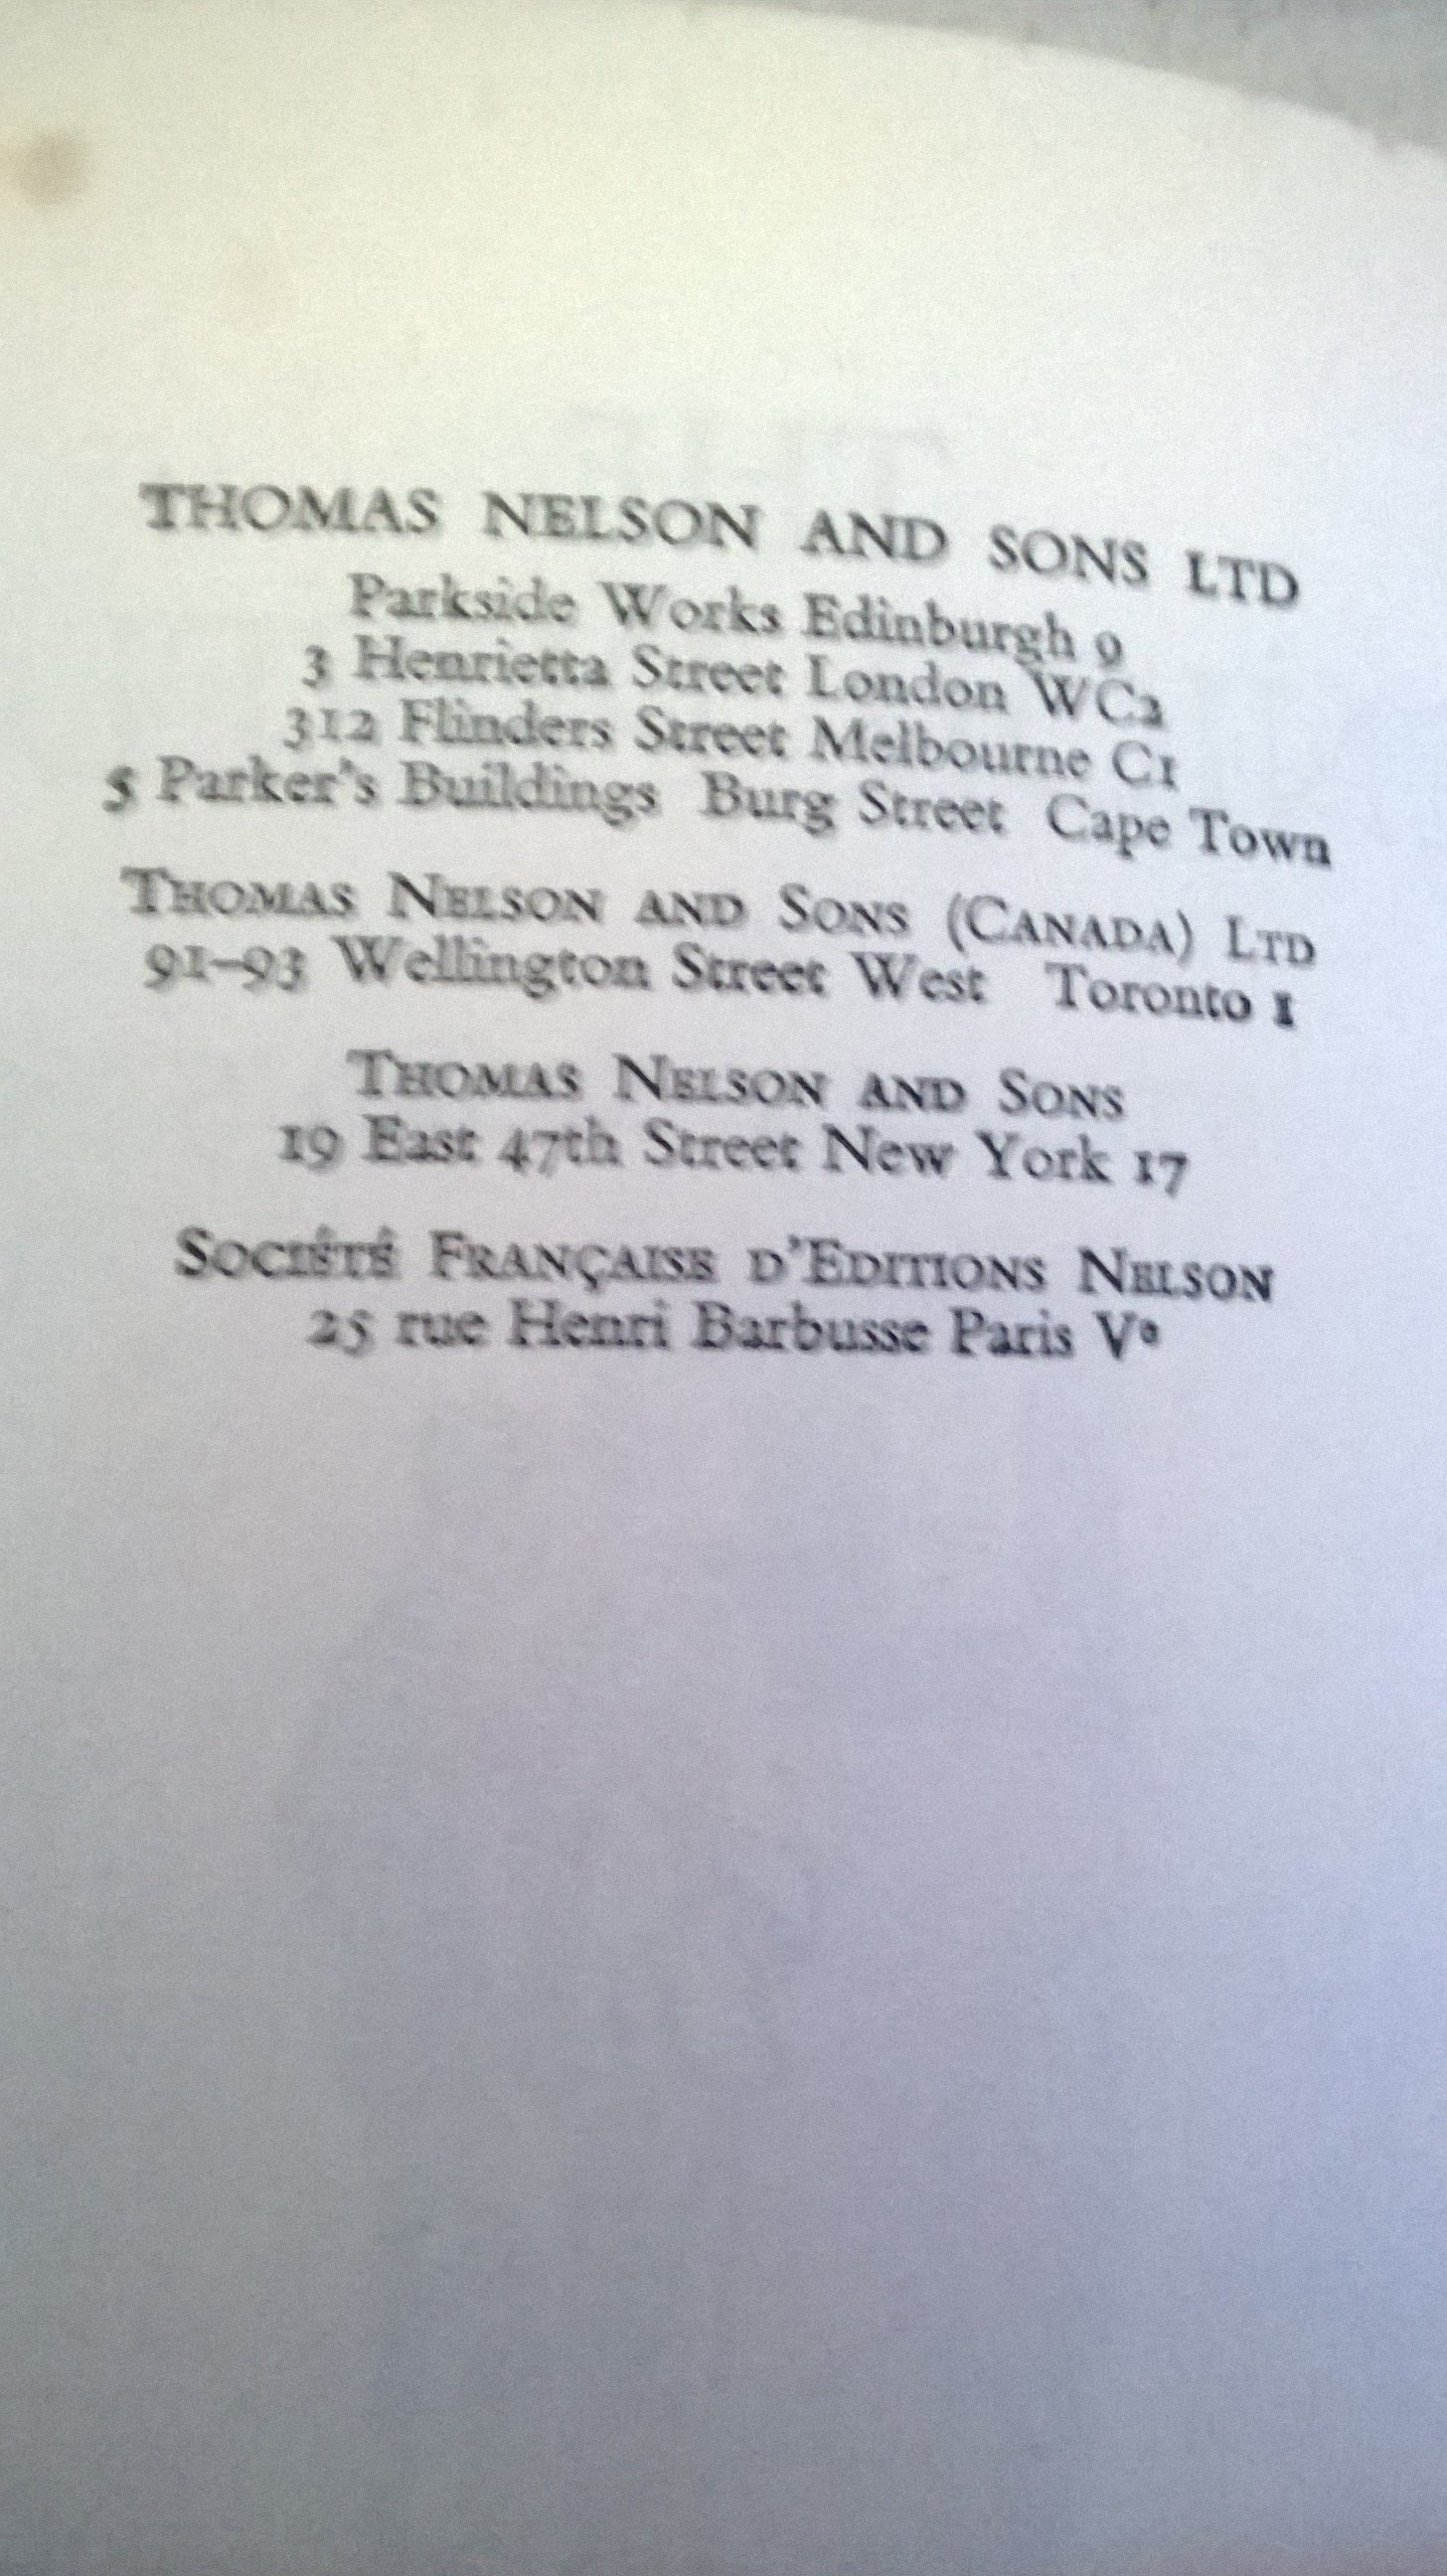 THOMAS NELSON AND SONS LTD
Parkside Works Edinburgh 9
3 Henrietta Street London WC2
312 Flinders Street Melbourne C1
5 Parker's Buildings Burg Street Cape Town
THOMAS NELSON AND SONS (CANADA) LTD
91–93 Wellington Street West Toronto 1
THOMAS NELSON AND SONS
19 East 47th Street New York 17
SOCIÉTÉ FRANÇAISE D'EDITIONS NELSON
25 rue Henri Barbusse Paris Ve